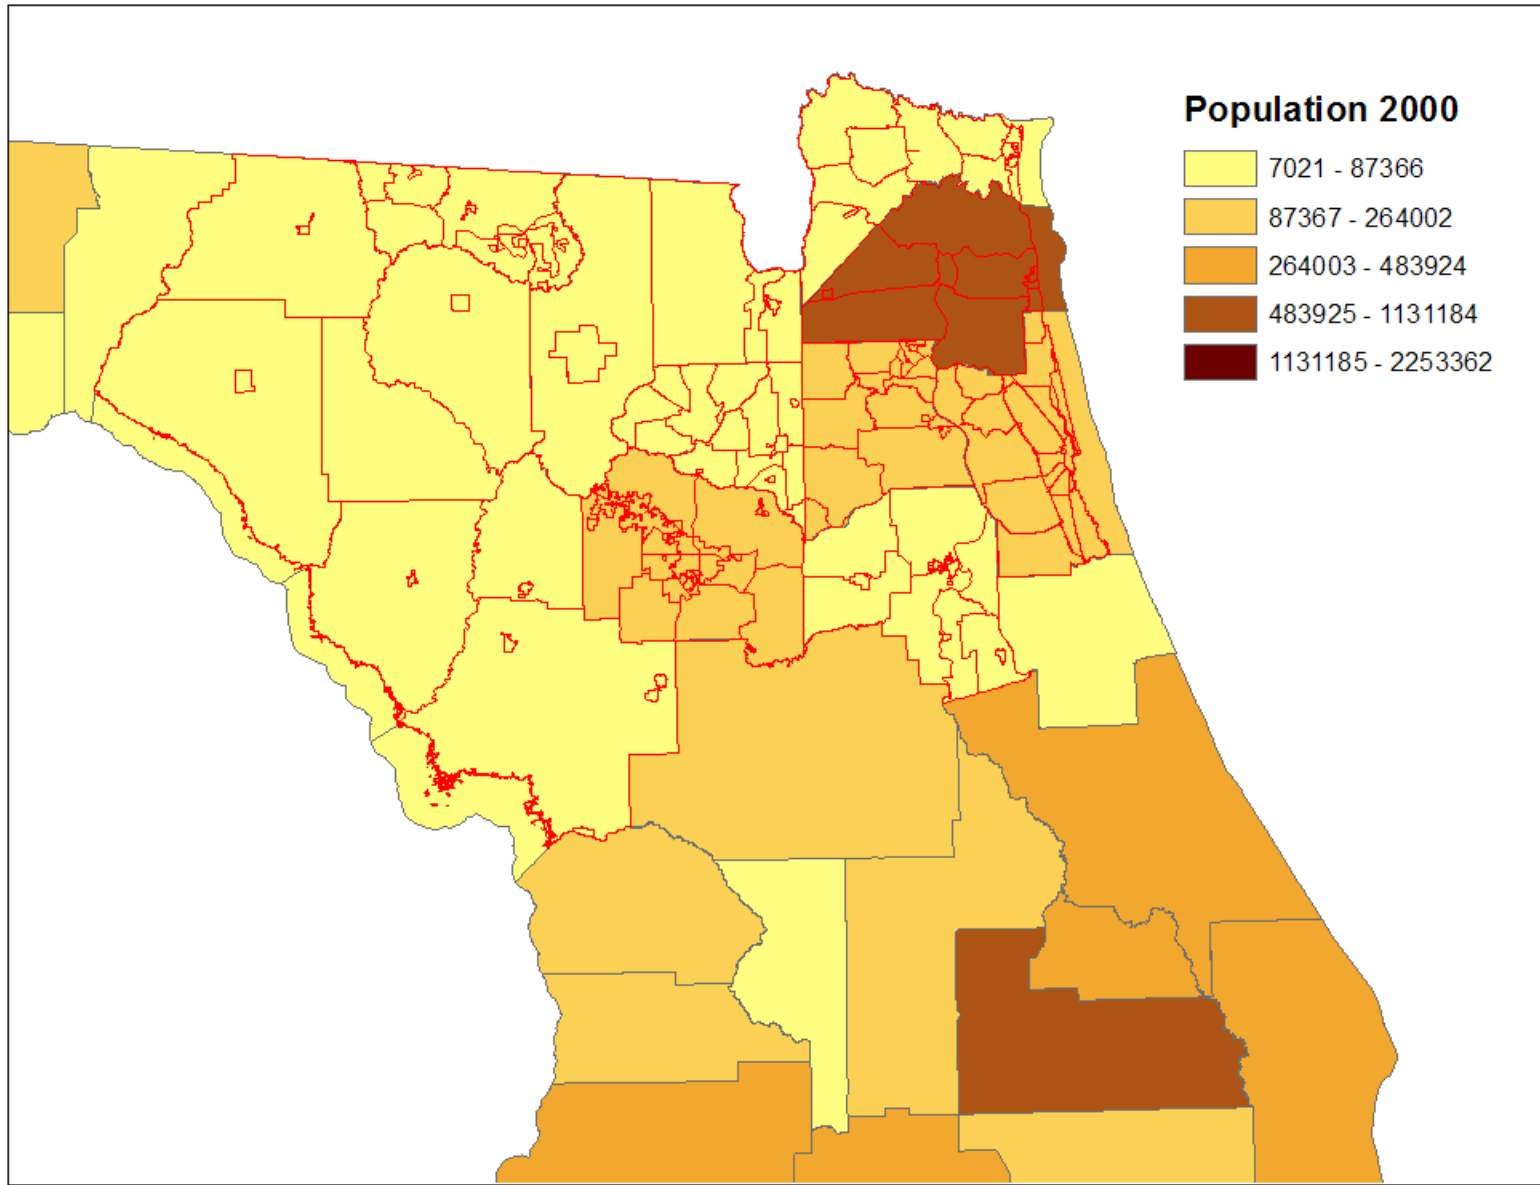 Population 2000
7021 - 87366
87367 - 264002
264003 - 483924
483925 - 1131184
1131185 - 2253362